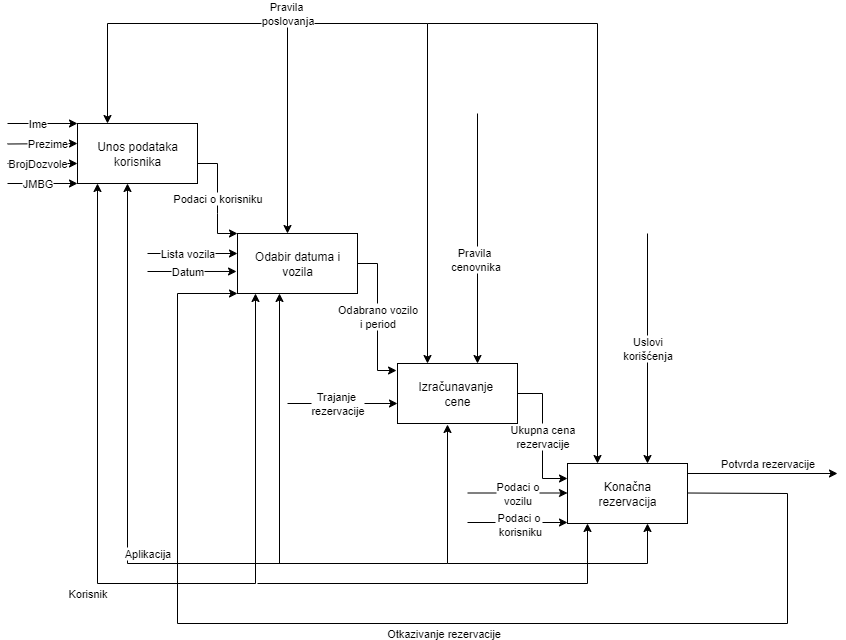 Pravila
poslovanja
Ime
Prezime
BrojDozvole
JMBG
Unos podataka
korisnika
Podaci o korisniku
Lista vozila
Datum
Odabir datuma i
vozila
Pravila
cenovnika
Odabrano vozilo
i period
Uslovi
korišćenja
Trajanje
rezervacije
Izračunavanje
cene
Ukupna cena
rezervacije
Podaci o
vozilu
Podaci o
korisniku
Konačna
rezervacija
Potvrda rezervacije
Aplikacija
Korisnik
Otkazivanje rezervacije